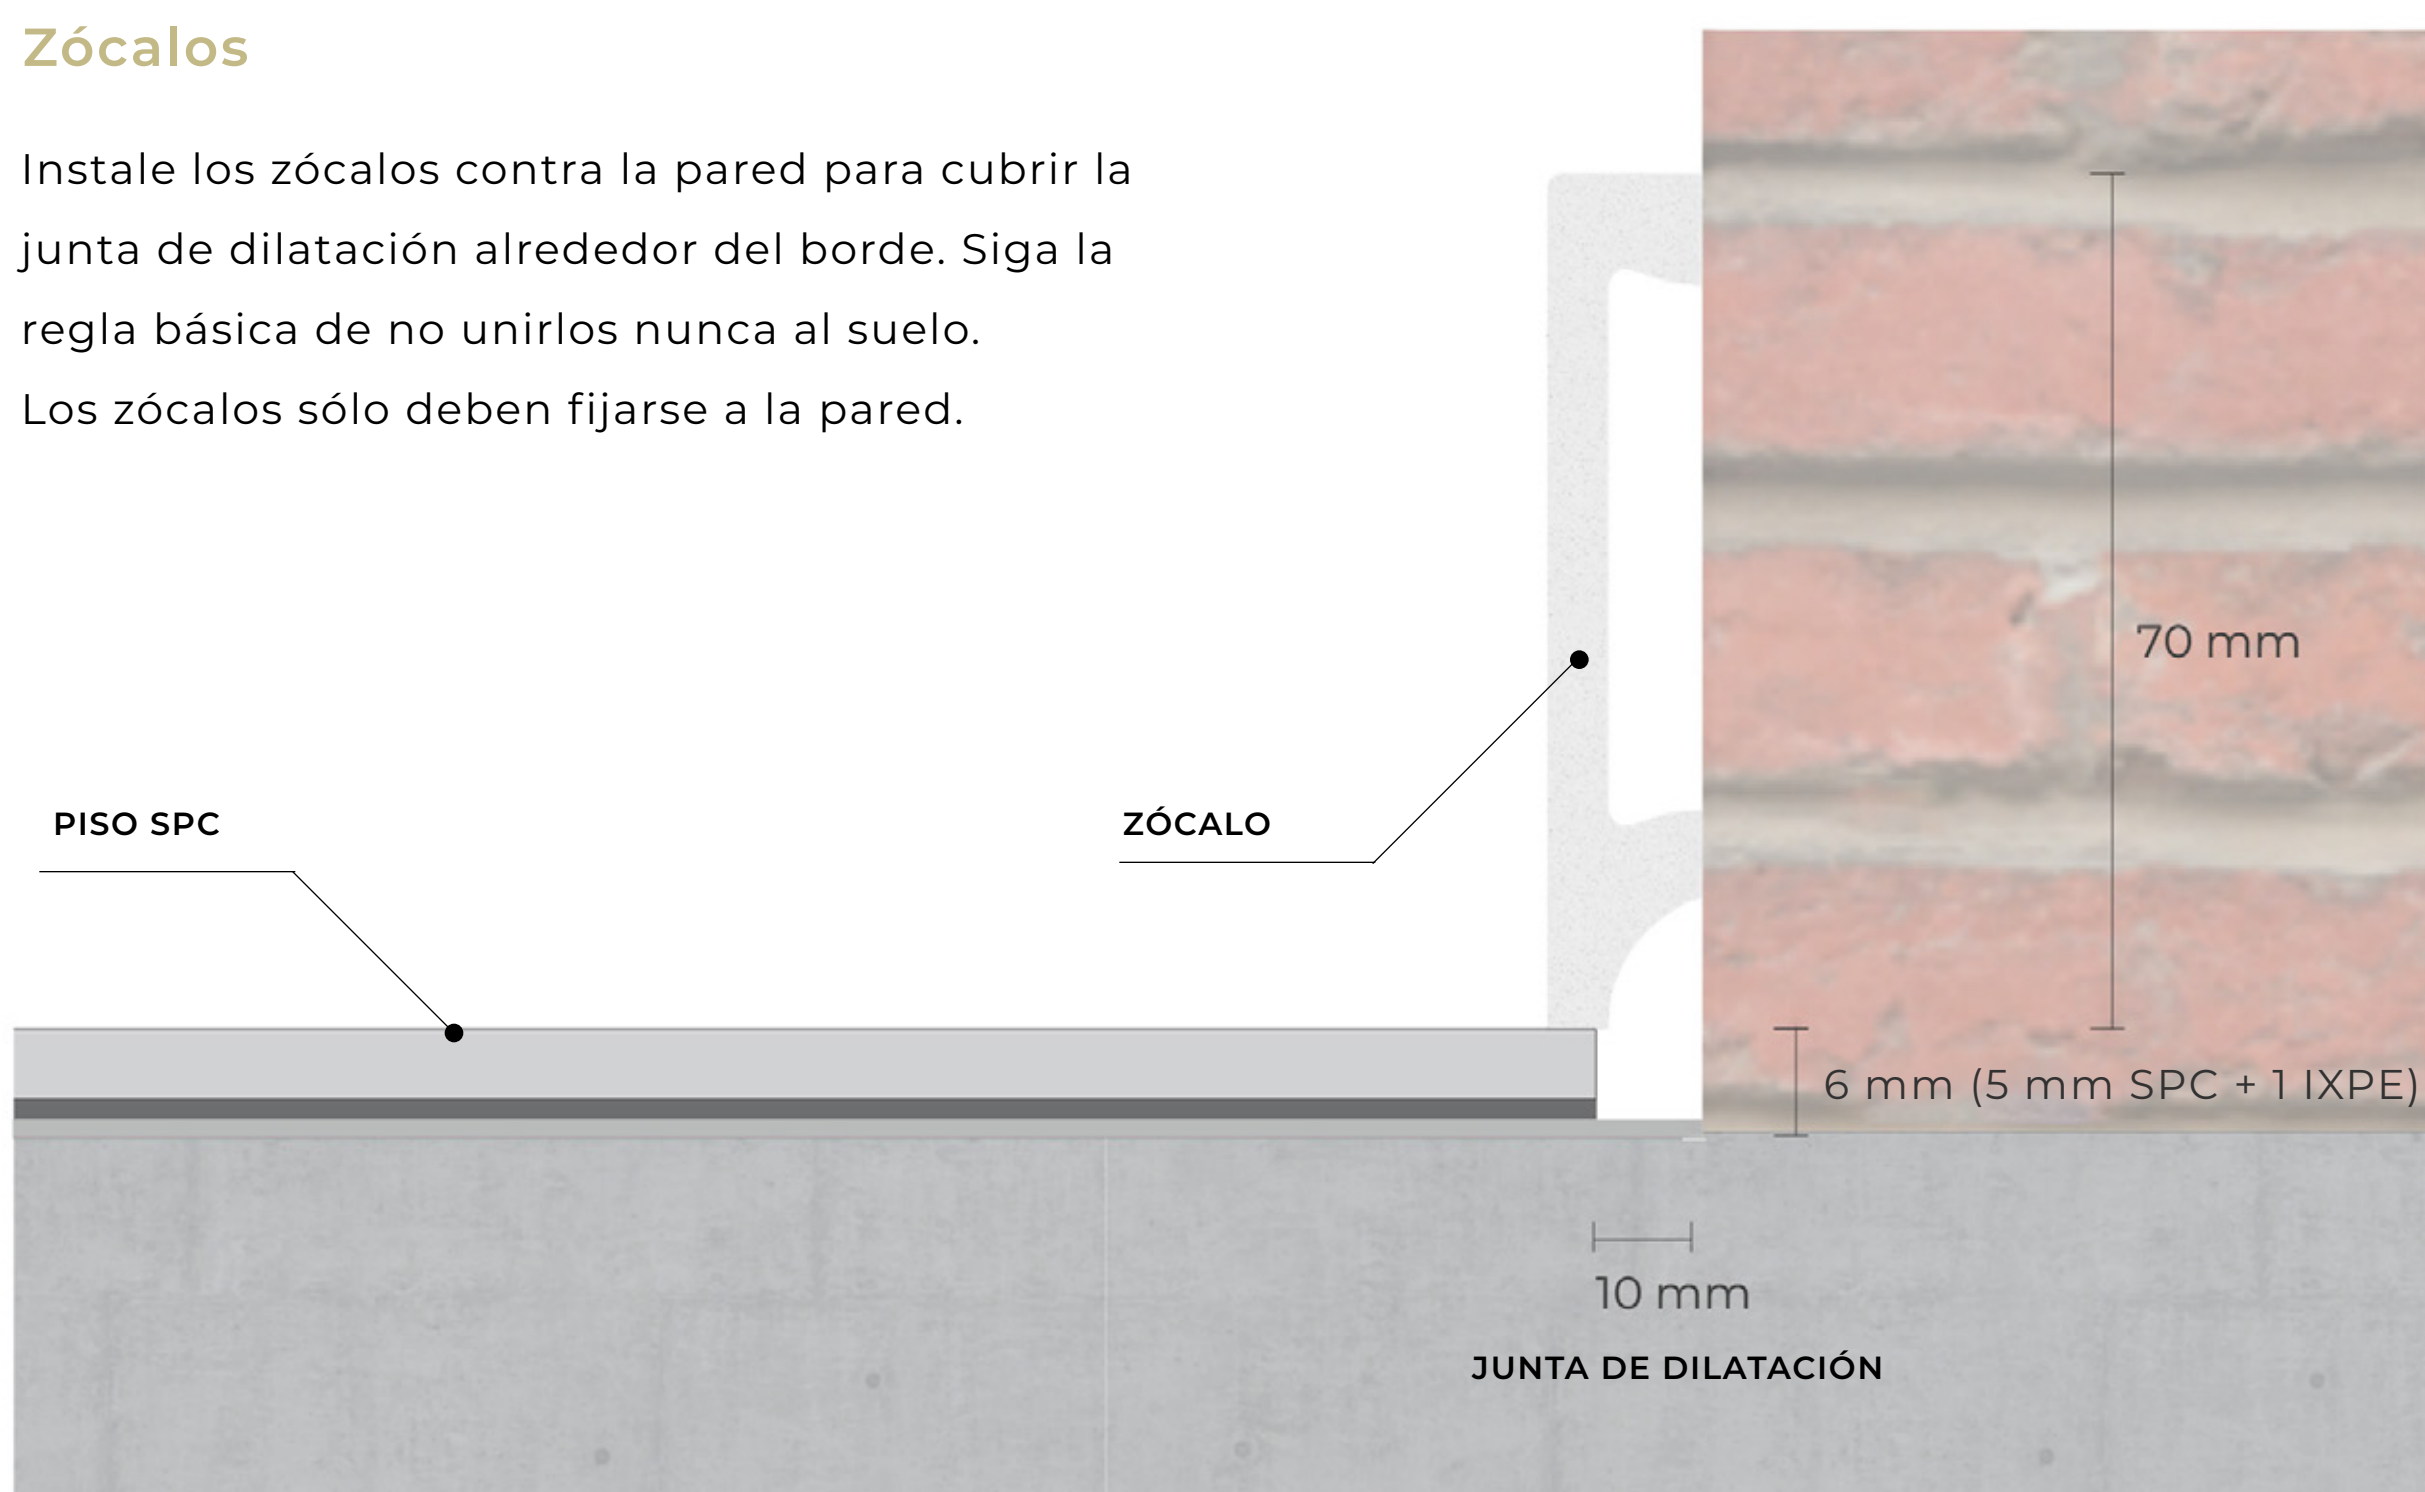 Zócalos
Instale los zócalos contra la pared para cubrir la
junta de dilatación alrededor del borde. Siga la
regla básica de no unirlos nunca al suelo.
Los zócalos sólo deben fijarse a la pared.
70 mm
PISO SPC
ZÓCALO
6 mm (5 mm SPC + 1 IXPE)
10 mm
JUNTA DE DILATACIÓN